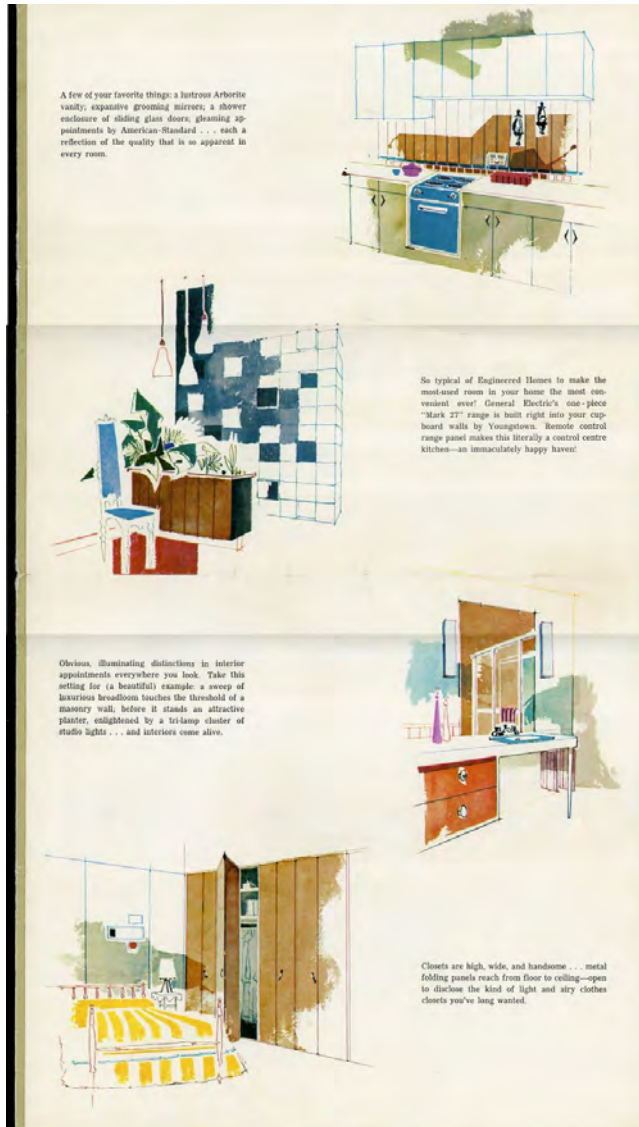 A few of your favorite things: a lustrous Arborite
vanity; expansive grooming mirrors; a shower
enclosure of sliding glass doors; gleaming ap-
pointments by American-Standard . . . each a
reflection of the quality that is so apparent in
every room.
So typical of Engineered Homes to make the
most-used room in your home the most con-
venient ever! General Electric's one-piece
"Mark 27" range is built right into your cup-
board walls by Youngstown. Remote control
range panel makes this literally a control centre
kitchen—an immaculately happy haven!
Obvious, illuminating distinctions in interior
appointments everywhere you look. Take this
setting for (a beautiful) example: a sweep of
luxurious broadloom touches the threshold of a
masonry wall; before it stands an attractive
planter, enlightened by a tri-lamp cluster of
studio lights . . . and interiors come alive.
Closets are high, wide, and handsome . . . metal
folding panels reach from floor to ceiling—open
to disclose the kind of light and airy clothes
closets you've long wanted.